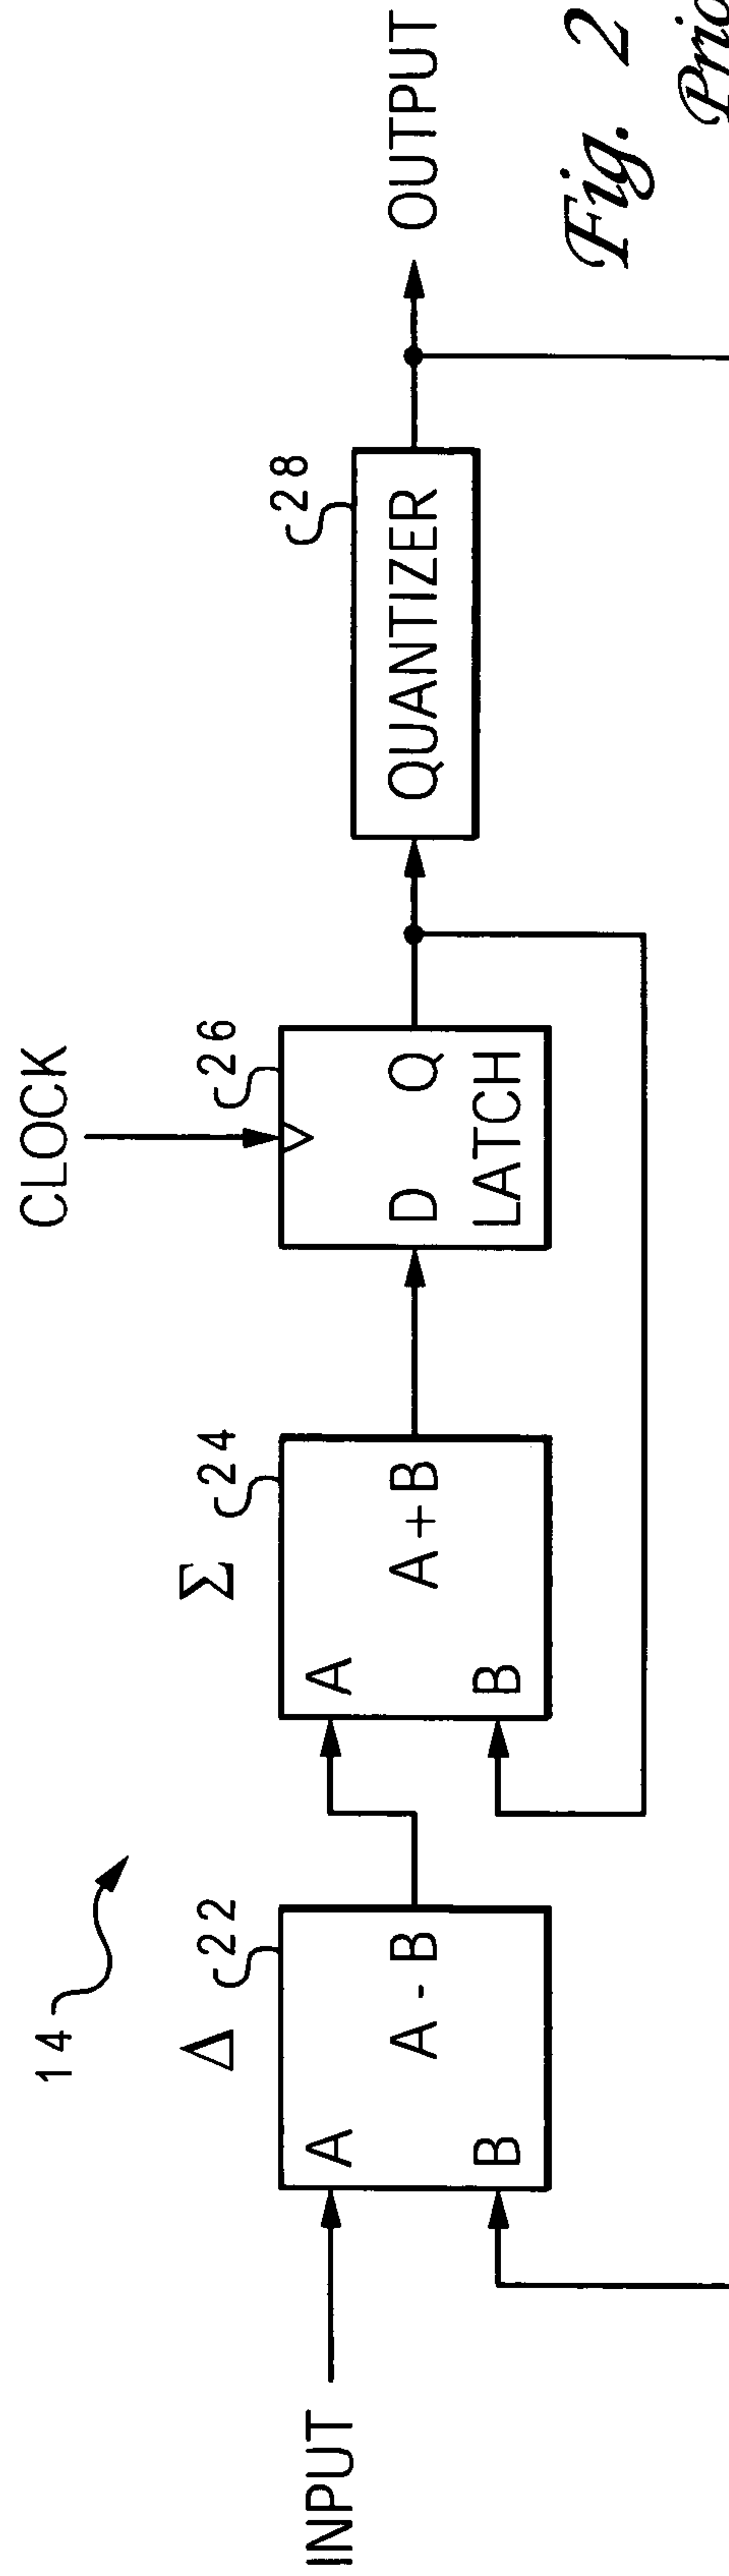 CLOCK
14
Δ
22
Σ
24
26
28
INPUT
A
B
A - B
A
B
A + B
D
Q
LATCH
QUANTIZER
OUTPUT
Fig. 2